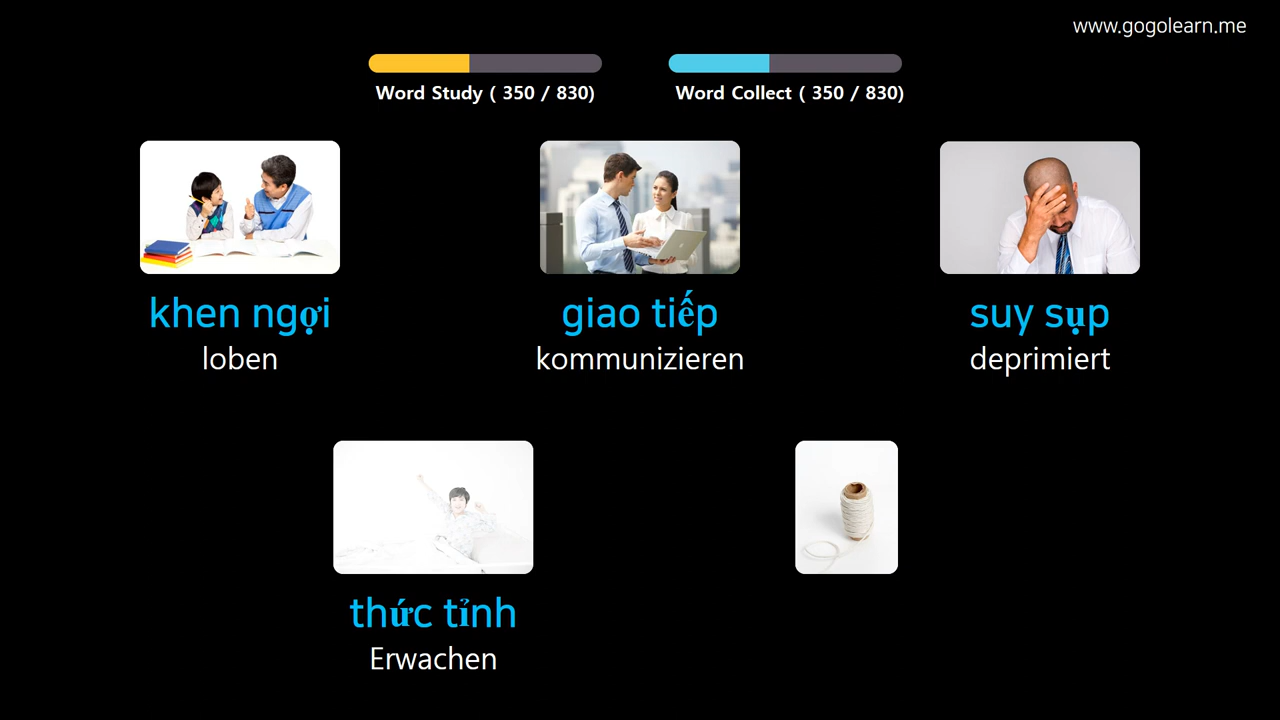 www.gogolearn.me
Word Study ( 350 / 830)
Word Collect ( 350 / 830)
khen ngợi
giao tiếp
suy sụp
loben
kommunizieren
deprimiert
thức tỉnh
Erwachen